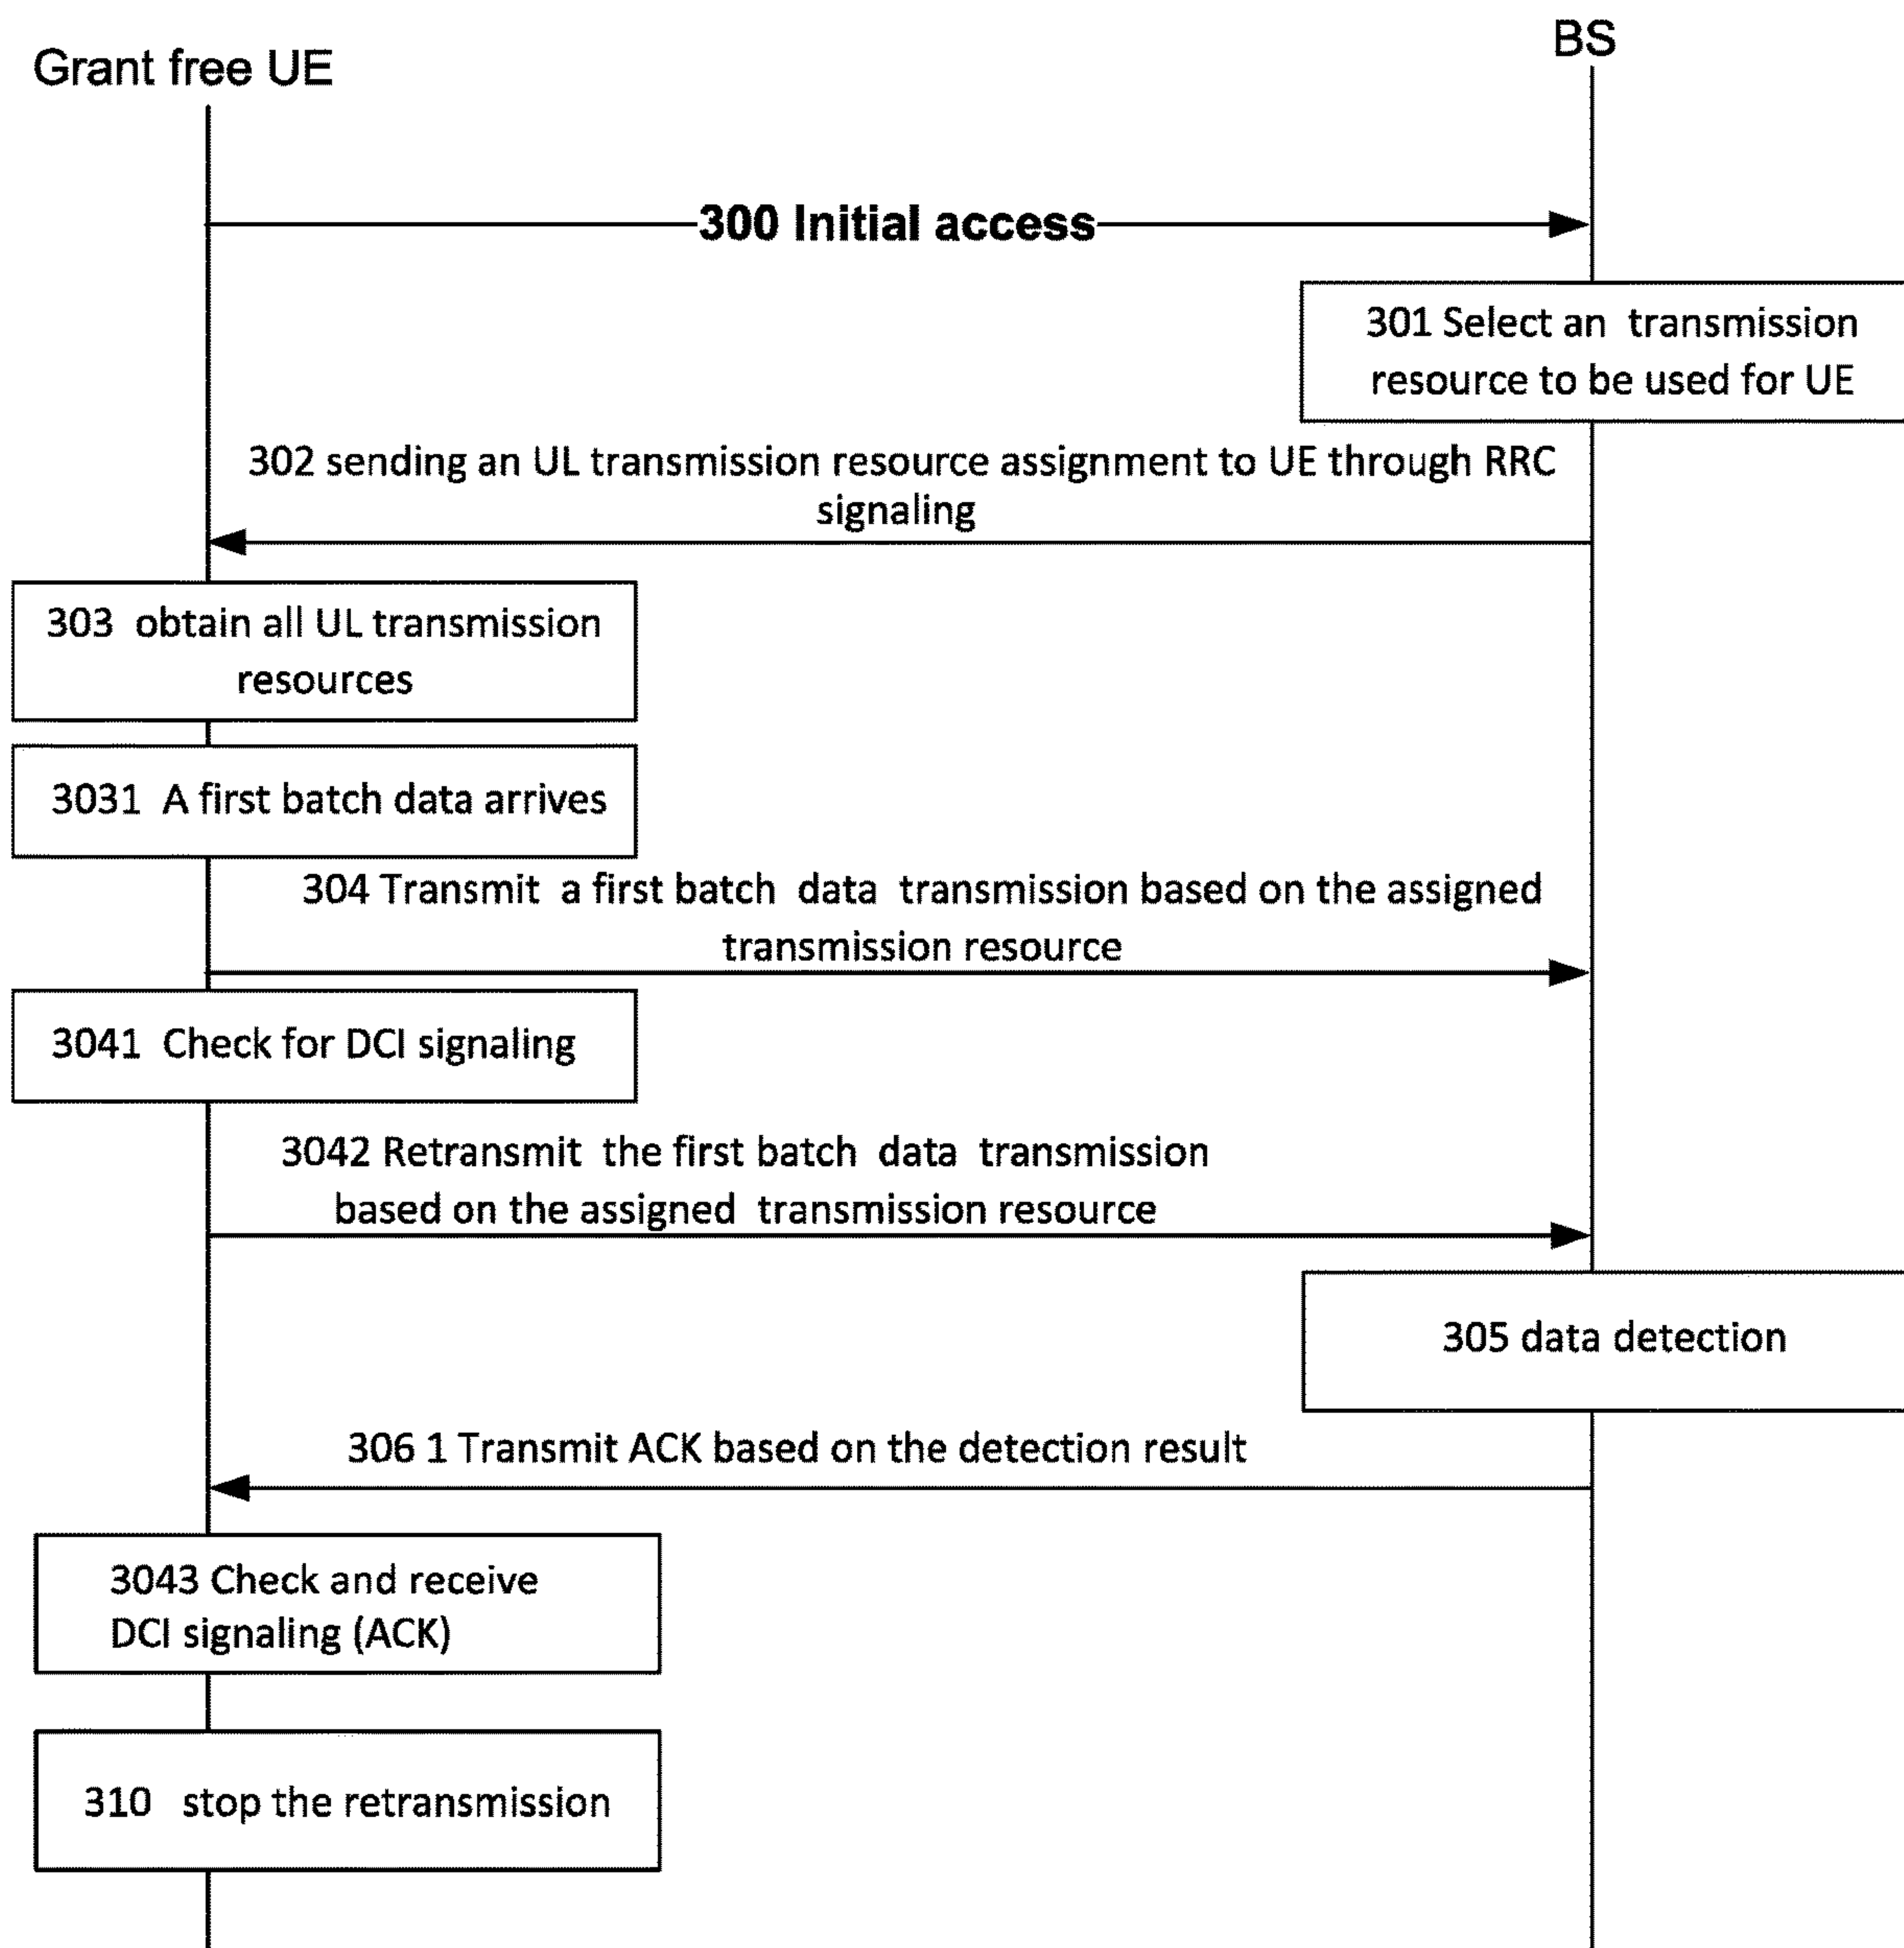 Grant free UE
BS
300 Initial access
301 Select an transmission
resource to be used for UE
302 sending an UL transmission resource assignment to UE through RRC
signaling
303 obtain all UL transmission
resources
3031 A first batch data arrives
304 Transmit a first batch data transmission based on the assigned
transmission resource
3041 Check for DCI signaling
3042 Retransmit the first batch data transmission
based on the assigned transmission resource
305 data detection
306 1 Transmit ACK based on the detection result
3043 Check and receive
DCI signaling (ACK)
310 stop the retransmission